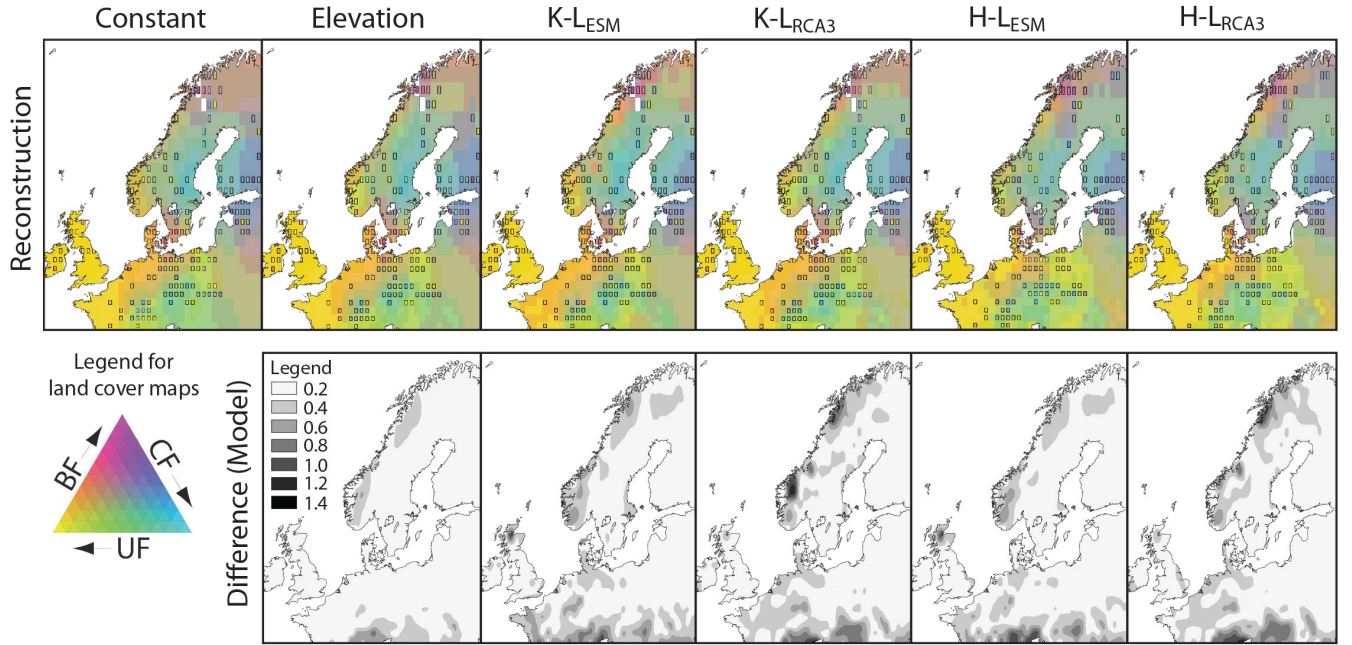 Constant Elevation K-LESM K-LRCA3 H-LESM H-LRCA3
Reconstruction
Legend for
land cover maps
BF
CF
UF
Difference (Model)
Legend
0.2
0.4
0.6
0.8
1.0
1.2
1.4